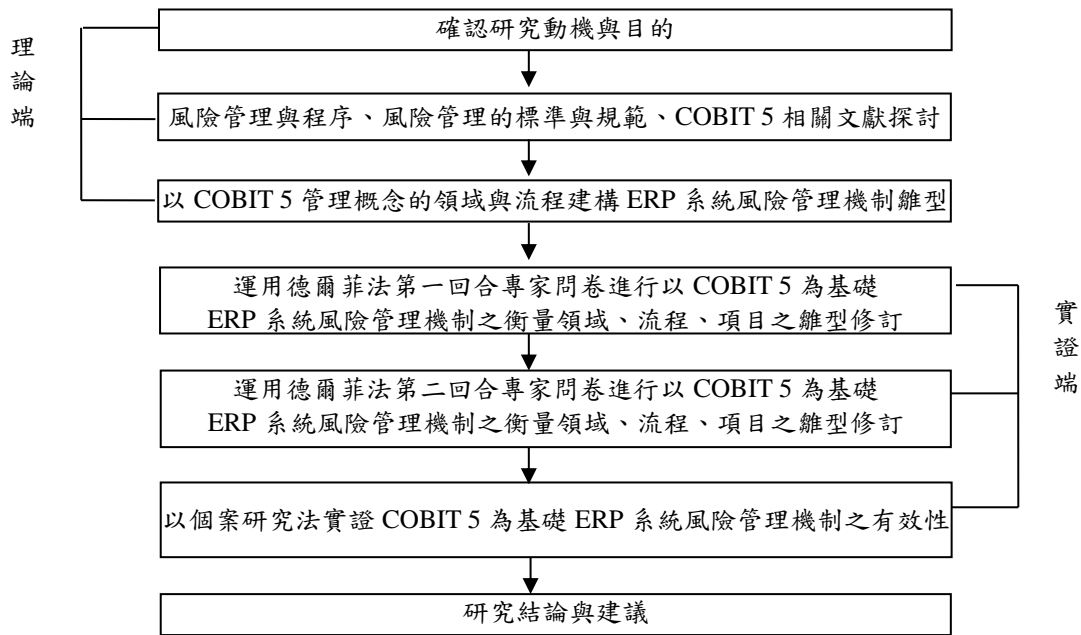 確認研究動機與目的
理
論
端
風險管理與程序、風險管理的標準與規範、COBIT 5 相關文獻探討
以 COBIT 5 管理概念的領域與流程建構 ERP 系統風險管理機制雛型
運用德爾菲法第一回合專家問卷進行以 COBIT 5 為基礎
ERP 系統風險管理機制之衡量領域、流程、項目之雛型修訂
實
證
端
運用德爾菲法第二回合專家問卷進行以 COBIT 5 為基礎
ERP 系統風險管理機制之衡量領域、流程、項目之雛型修訂
以個案研究法實證 COBIT 5 為基礎 ERP 系統風險管理機制之有效性
研究結論與建議